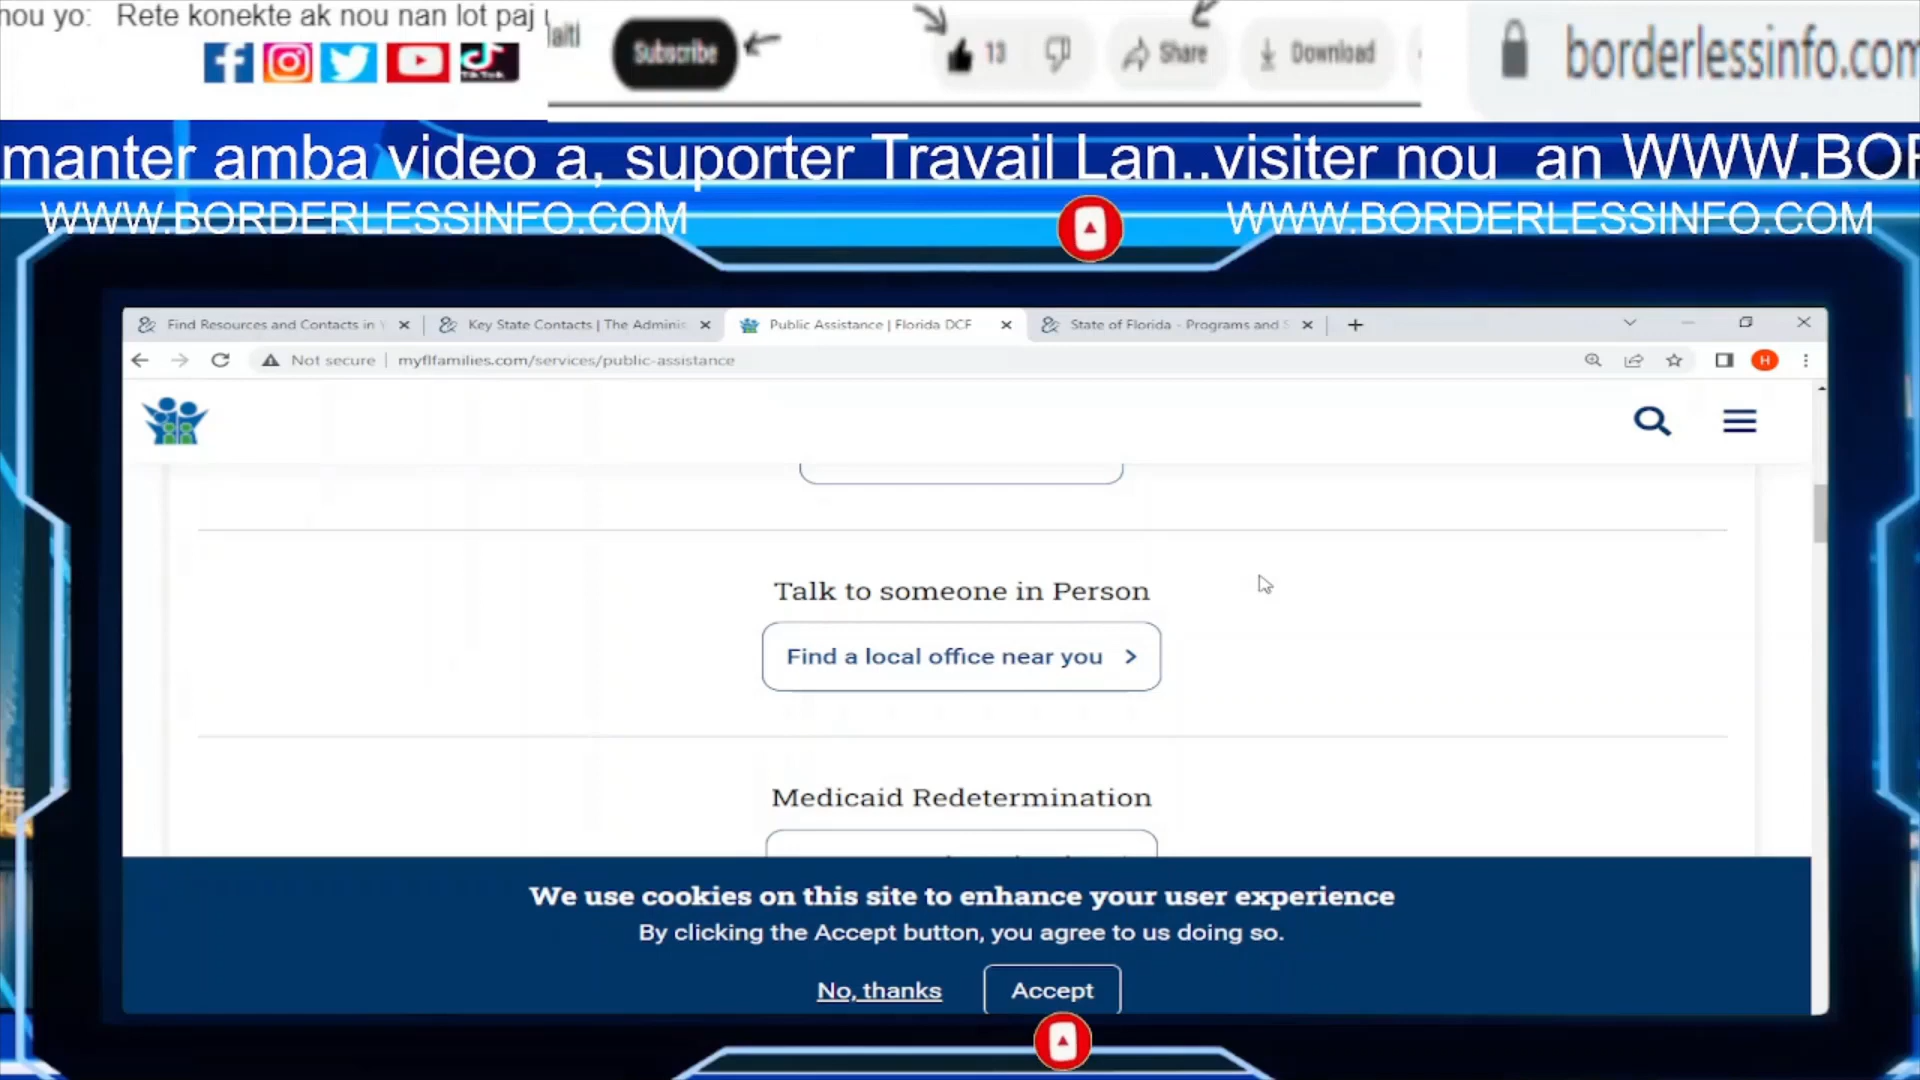 nou yo: Rete konekte ak nou nan lot paj
Subscribe
13
Share
Download
borderlessinfo.com
manter amba video a, suporter Travail Lan..visiter nou an WWW.BOR
WWW.BORDERLESSINFO.COM
WWW.BORDERLESSINFO.COM
Find Resources and Contacts in
Key State Contacts | The Adminis
Public Assistance | Florida DCF
State of Florida - Programs and S
Not secure
myflfamilies.com/services/public-assistance
H
Talk to someone in Person
Find a local office near you
Medicaid Redetermination
We use cookies on this site to enhance your user experience
By clicking the Accept button, you agree to us doing so.
No, thanks
Accept